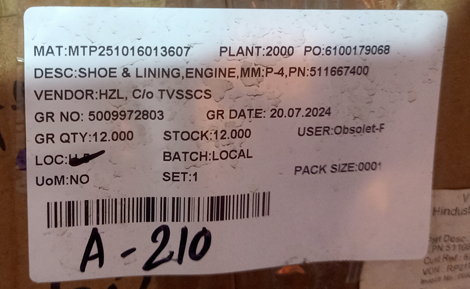 MAT:MTP251016013607 PLANT:2000 PO:6100179068
DESC:SHOE & LINING,ENGINE,MM:P-4,PN:511667400
VENDOR:HZL, C/o TVSSCS
GR NO: 5009972803 GR DATE: 20.07.2024
GR QTY:12.000 STOCK:12.000 USER:Obsolet-F
LOC: BATCH:LOCAL
UoM:NO SET:1 PACK SIZE:0001
A-210
Hindus